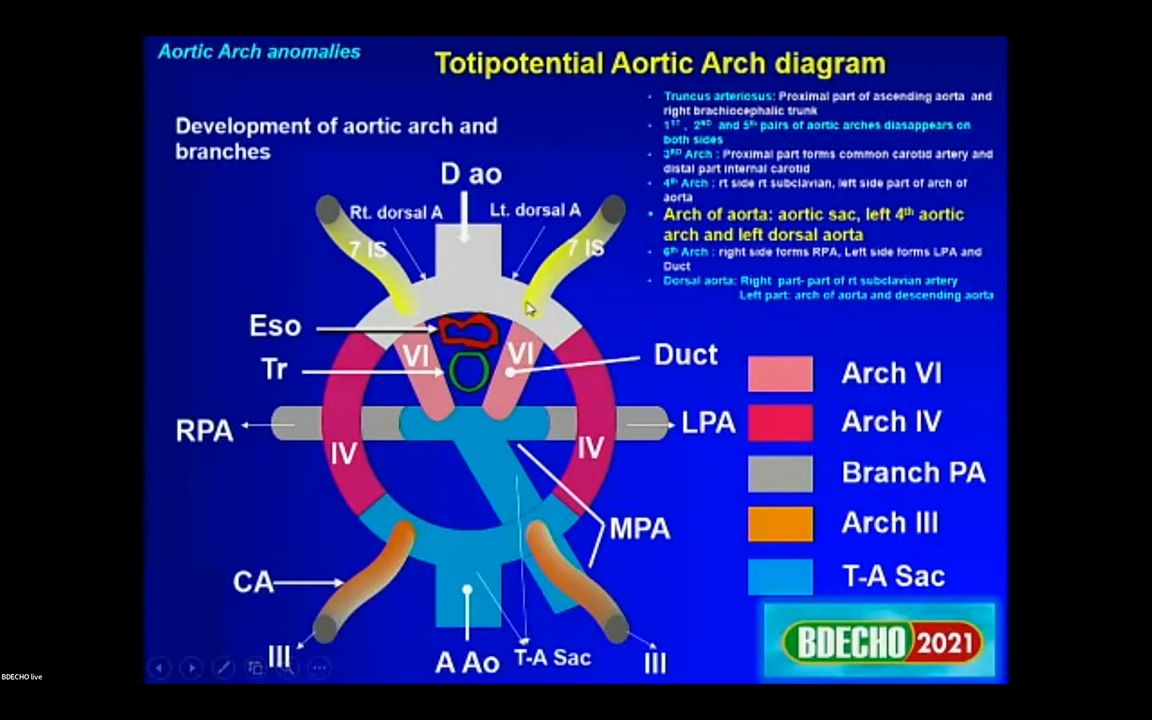 Aortic Arch anomalies
Totipotential Aortic Arch diagram
Development of aortic arch and
branches
Truncus arteriosus: Proximal part of ascending aorta and
right brachiocephalic trunk
1ST , 2ND and 5th pairs of aortic arches diasappears on
both sides
3RD Arch : Proximal part forms common carotid artery and
distal part internal carotid
4th Arch : rt side rt subclavian, left side part of arch of
aorta
Arch of aorta: aortic sac, left 4th aortic
arch and left dorsal aorta
6th Arch : right side forms RPA, Left side forms LPA and
Duct
Dorsal aorta: Right part- part of rt subclavian artery
Left part: arch of aorta and descending aorta
D ao
Rt. dorsal A
Lt. dorsal A
7 IS
7 IS
Eso
Tr
VI
VI
Duct
RPA
LPA
IV
IV
MPA
CA
III
A Ao
T-A Sac
III
Arch VI
Arch IV
Branch PA
Arch III
T-A Sac
BDECHO 2021
BDECHO live